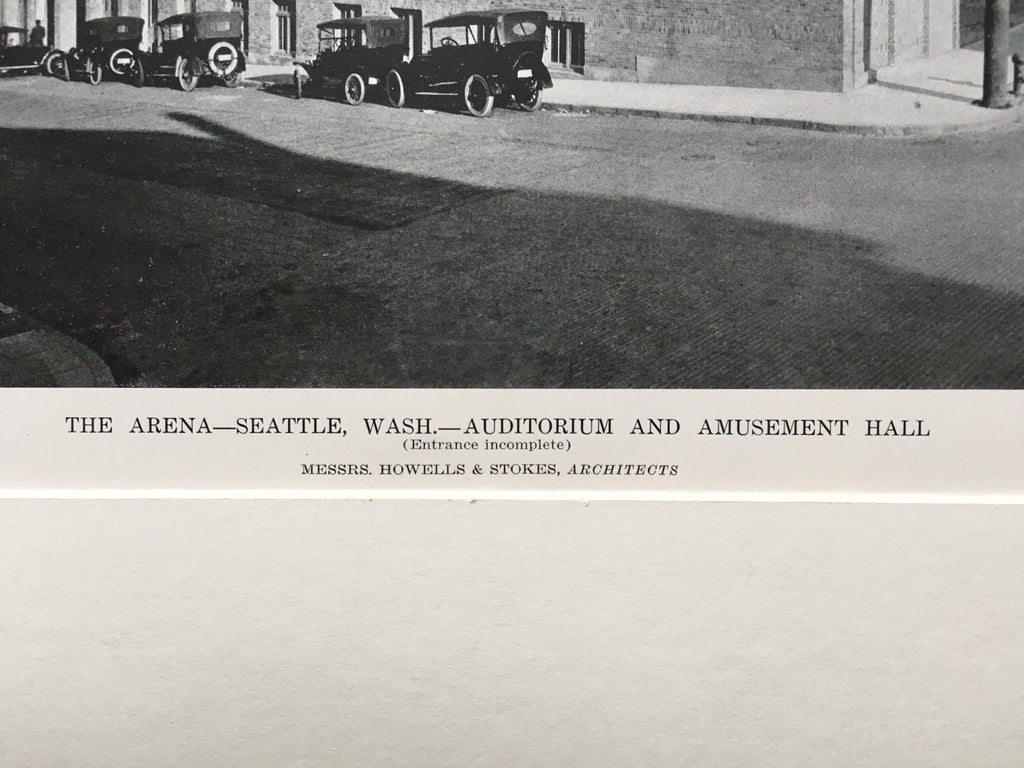 THE ARENA—SEATTLE, WASH.—AUDITORIUM AND AMUSEMENT HALL
(Entrance incomplete)
MESSRS. HOWELLS & STOKES, ARCHITECTS